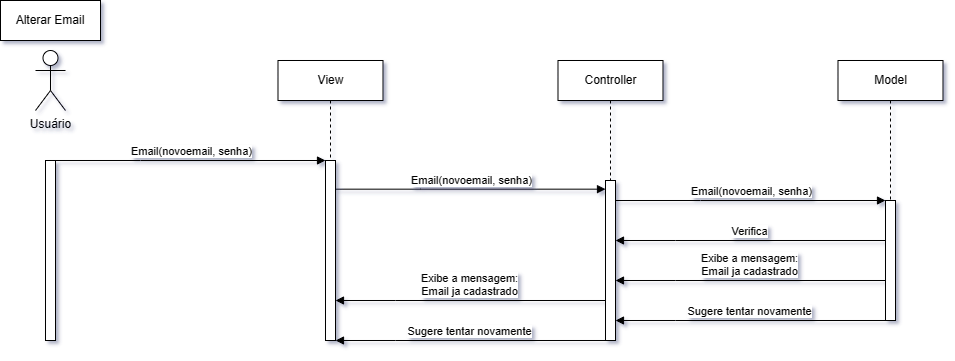 Alterar Email
Usuário
View
Controller
Model
Email(novoemail, senha)
Email(novoemail, senha)
Email(novoemail, senha)
Verifica
Exibe a mensagem:
Email ja cadastrado
Exibe a mensagem:
Email ja cadastrado
Sugere tentar novamente
Sugere tentar novamente